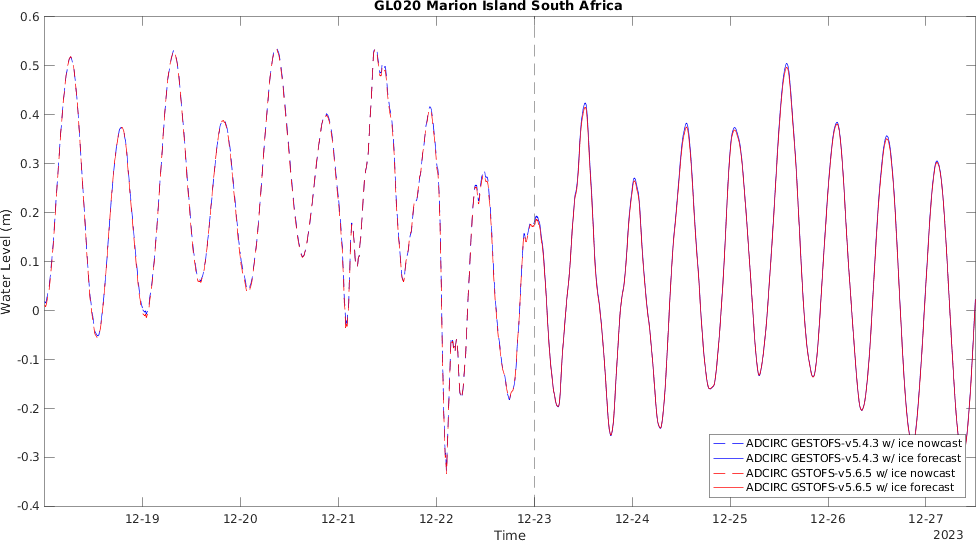 GL020 Marion Island South Africa
0.6
0.5
0.4
0.3
0.2
0.1
0
-0.1
-0.2
-0.3
-0.4
Water Level (m)
ADCIRC GESTOFS-v5.4.3 w/ ice nowcast
ADCIRC GESTOFS-v5.4.3 w/ ice forecast
ADCIRC GSTOFS-v5.6.5 w/ ice nowcast
ADCIRC GSTOFS-v5.6.5 w/ ice forecast
12-19 12-20 12-21 12-22 12-23 12-24 12-25 12-26 12-27
Time
2023